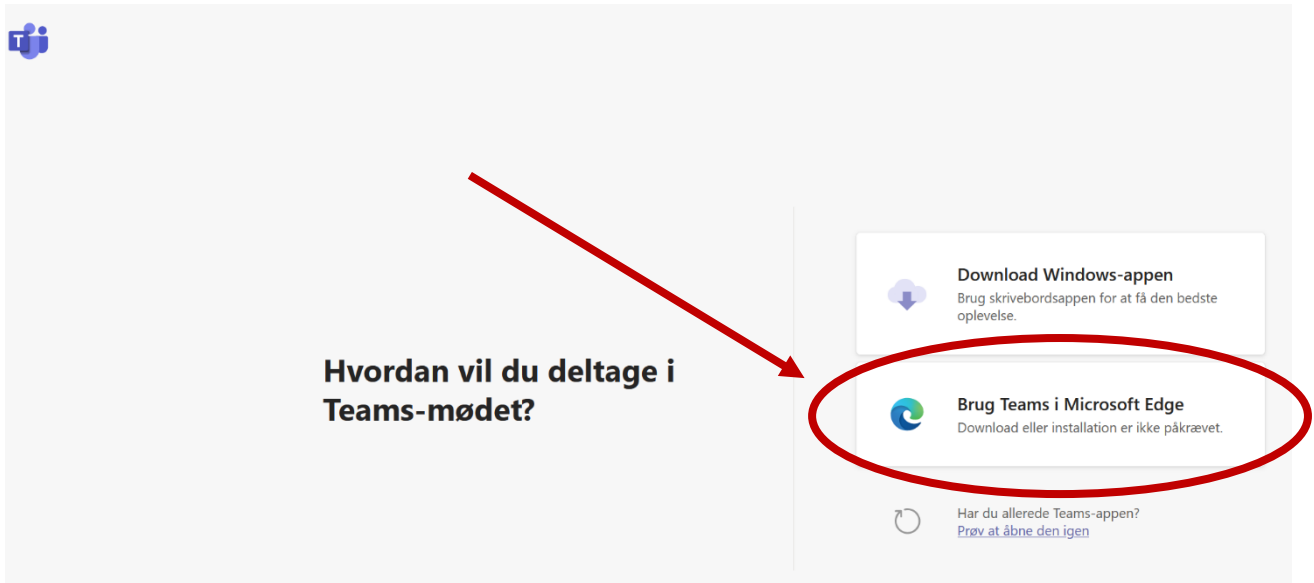 T
Hvordan vil du deltage i
Teams-mødet?
Download Windows-appen
Brug skrivebordsappen for at få den bedste
oplevelse.
Brug Teams i Microsoft Edge
Download eller installation er ikke påkrævet.
Har du allerede Teams-appen?
Prøv at åbne den igen